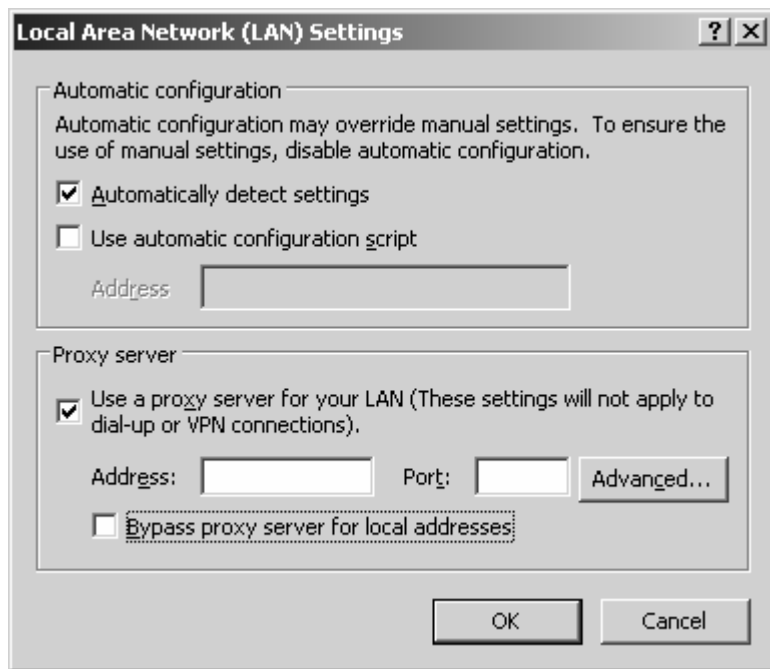 Local Area Network (LAN) Settings
Automatic configuration
Automatic configuration may override manual settings. To ensure the
use of manual settings, disable automatic configuration.
Automatically detect settings
Use automatic configuration script
Address
Proxy server
Use a proxy server for your LAN (These settings will not apply to
dial-up or VPN connections).
Address: Port: Advanced...
Bypass proxy server for local addresses
OK Cancel